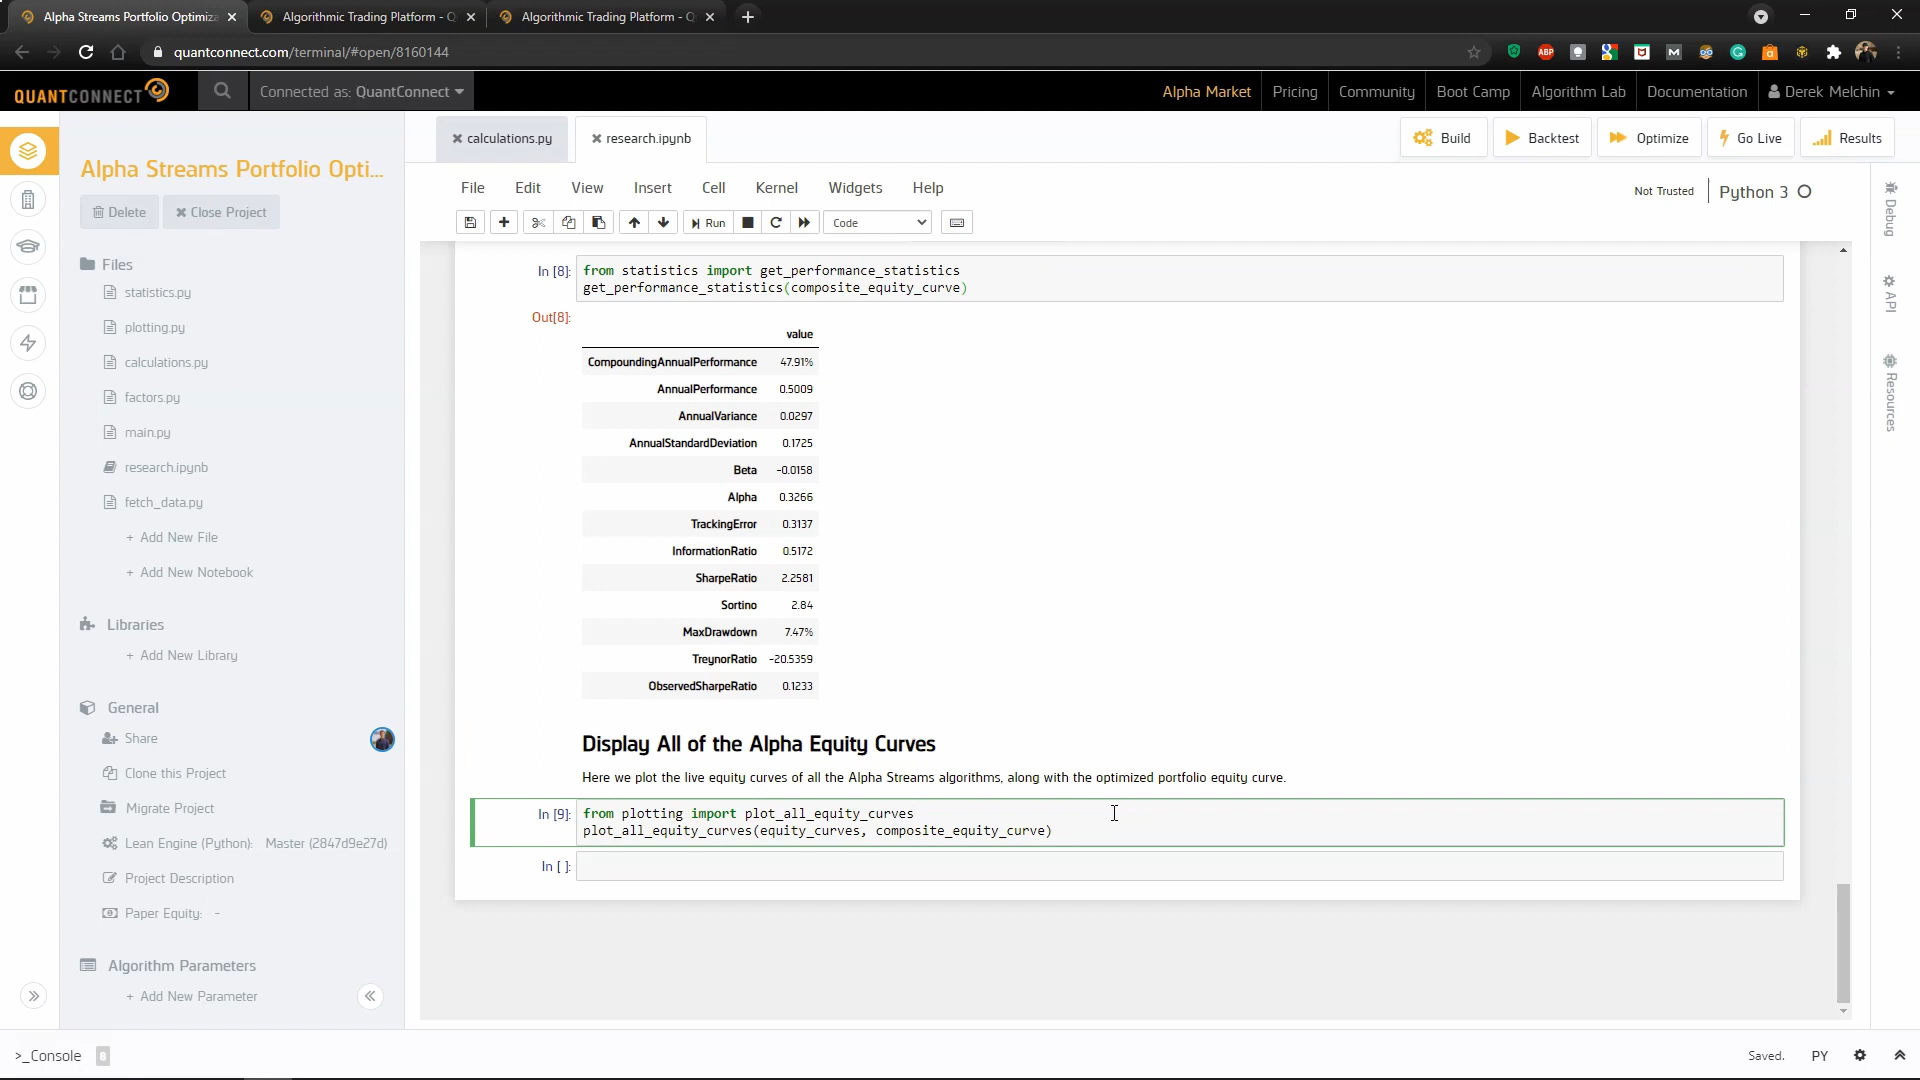 Alpha Streams Portfolio Optimiza
Algorithmic Trading Platform - Q
Algorithmic Trading Platform - Q
quantconnect.com/terminal/#open/8160144
ABP
M
QUANTCONNECT
Connected as: QuantConnect
Alpha Market
Pricing
Community
Boot Camp
Algorithm Lab
Documentation
Derek Melchin
Alpha Streams Portfolio Opti...
Delete
Close Project
Files
statistics.py
plotting.py
calculations.py
factors.py
main.py
research.ipynb
fetch_data.py
+ Add New File
+ Add New Notebook
Libraries
+ Add New Library
General
Share
Clone this Project
Migrate Project
Lean Engine (Python): Master (2847d9e27d)
Project Description
Paper Equity: -
Algorithm Parameters
+ Add New Parameter
calculations.py
research.ipynb
Build
Backtest
Optimize
Go Live
Results
File
Edit
View
Insert
Cell
Kernel
Widgets
Help
Not Trusted
Python 3
Run
Code
In [8]:
from statistics import get_performance_statistics
get_performance_statistics(composite_equity_curve)
Out[8]:
value
CompoundingAnnualPerformance 47.91%
AnnualPerformance 0.5009
AnnualVariance 0.0297
AnnualStandardDeviation 0.1725
Beta -0.0158
Alpha 0.3266
TrackingError 0.3137
InformationRatio 0.5172
SharpeRatio 2.2581
Sortino 2.84
MaxDrawdown 7.47%
TreynorRatio -20.5359
ObservedSharpeRatio 0.1233
Display All of the Alpha Equity Curves
Here we plot the live equity curves of all the Alpha Streams algorithms, along with the optimized portfolio equity curve.
In [9]:
from plotting import plot_all_equity_curves
plot_all_equity_curves(equity_curves, composite_equity_curve)
In [ ]:
Debug
API
Resources
>_Console 8
Saved.
PY